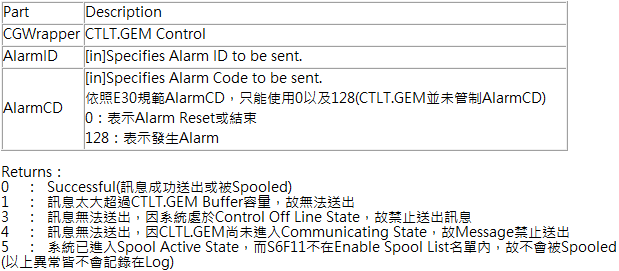 Part Description
CGWrapper CTLT.GEM Control
AlarmID [in]Specifies Alarm ID to be sent.
[in]Specifies Alarm Code to be sent.
依照E30規範AlarmCD，只能使用0以及128(CTLT.GEM並未管制AlarmCD)
AlarmCD
0：表示Alarm Reset或結束
128：表示發生Alarm
Returns：
0 ： Successful(訊息成功送出或被Spooled)
1 ： 訊息太大超過CTLT.GEM Buffer容量，故無法送出
3 ： 訊息無法送出，因系統處於Control Off Line State，故禁止送出訊息
4 ： 訊息無法送出，因CLTL.GEM尚未進入Communicating State，故Message禁止送出
5 ： 系統已進入Spool Active State，而S6F11不在Enable Spool List名單內，故不會被Spooled
(以上異常皆不會記錄在Log)